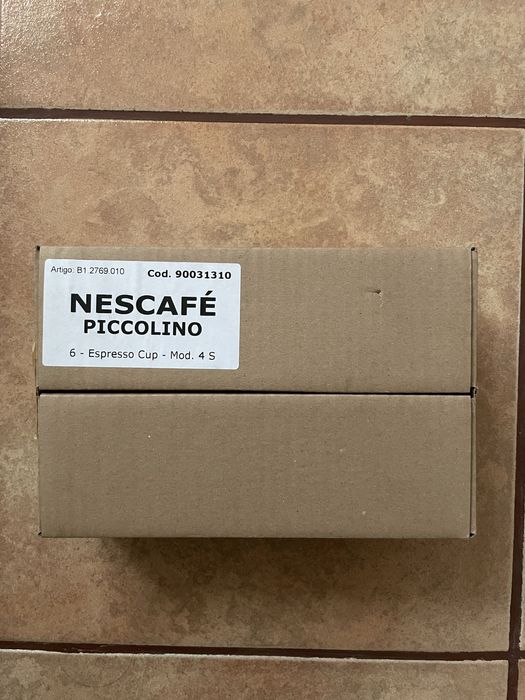 Artigo: B1.2769.010 Cod. 90031310
NESCAFÉ
PICCOLINO
6 - Espresso Cup - Mod. 4 S